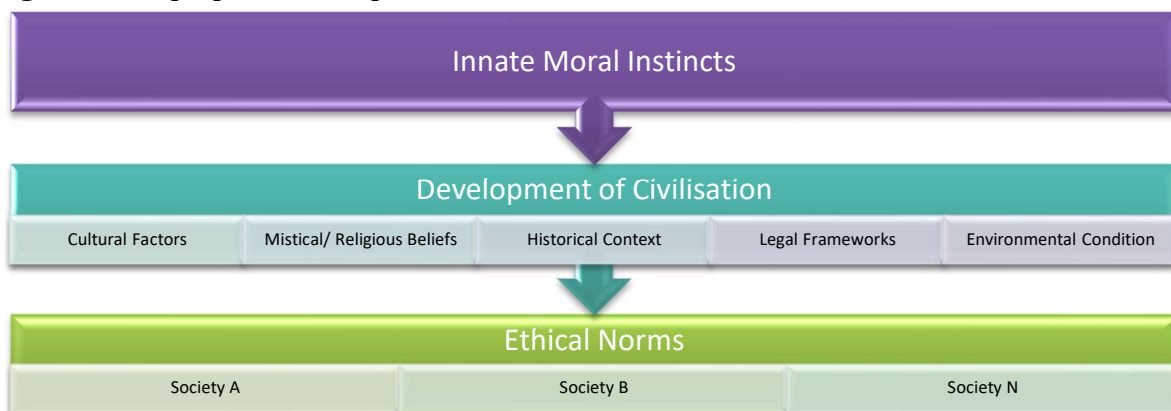 Innate Moral Instincts
Development of Civilisation
Cultural Factors
Mistical/ Religious Beliefs
Historical Context
Legal Frameworks
Environmental Condition
Ethical Norms
Society A
Society B
Society N